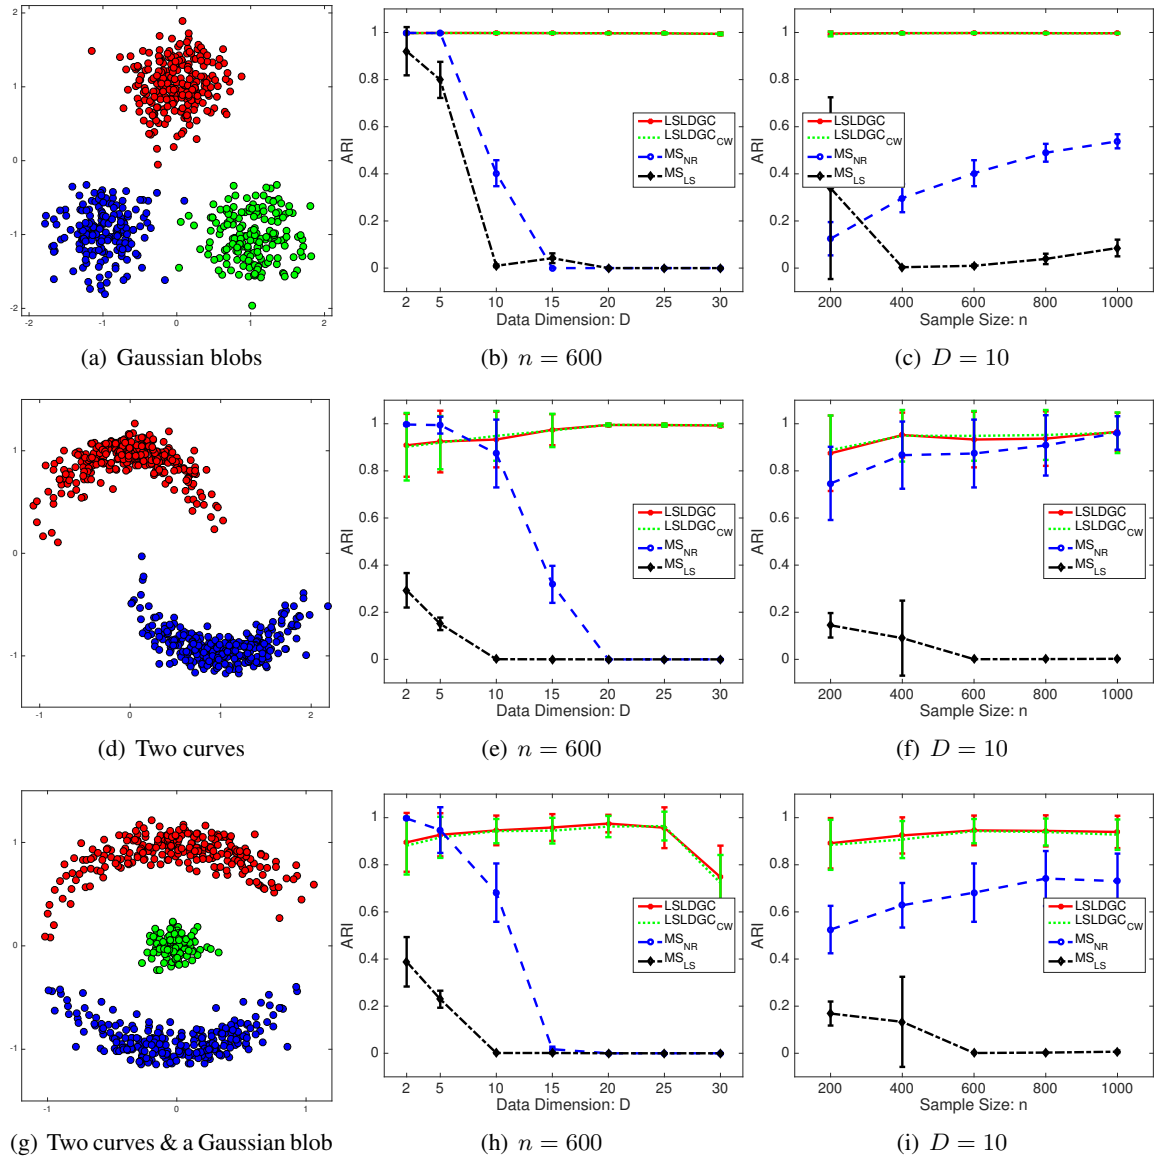 2
1
0
-1
-2
-2 -1 0 1 2
(a) Gaussian blobs
1
0.8
0.6
0.4
0.2
0
ARI
LSLDGC
LSLDGC_CW
MS_NR
MS_LS
2 5 10 15 20 25 30
Data Dimension: D
(b) n = 600
1
0.8
0.6
0.4
0.2
0
ARI
LSLDGC
LSLDGC_CW
MS_NR
MS_LS
200 400 600 800 1000
Sample Size: n
(c) D = 10
1
0
-1
-1 0 1 2
(d) Two curves
1
0.8
0.6
0.4
0.2
0
ARI
LSLDGC
LSLDGC_CW
MS_NR
MS_LS
2 5 10 15 20 25 30
Data Dimension: D
(e) n = 600
1
0.8
0.6
0.4
0.2
0
ARI
LSLDGC
LSLDGC_CW
MS_NR
MS_LS
200 400 600 800 1000
Sample Size: n
(f) D = 10
1
0
-1
-1 0 1
(g) Two curves & a Gaussian blob
1
0.8
0.6
0.4
0.2
0
ARI
LSLDGC
LSLDGC_CW
MS_NR
MS_LS
2 5 10 15 20 25 30
Data Dimension: D
(h) n = 600
1
0.8
0.6
0.4
0.2
0
ARI
LSLDGC
LSLDGC_CW
MS_NR
MS_LS
200 400 600 800 1000
Sample Size: n
(i) D = 10